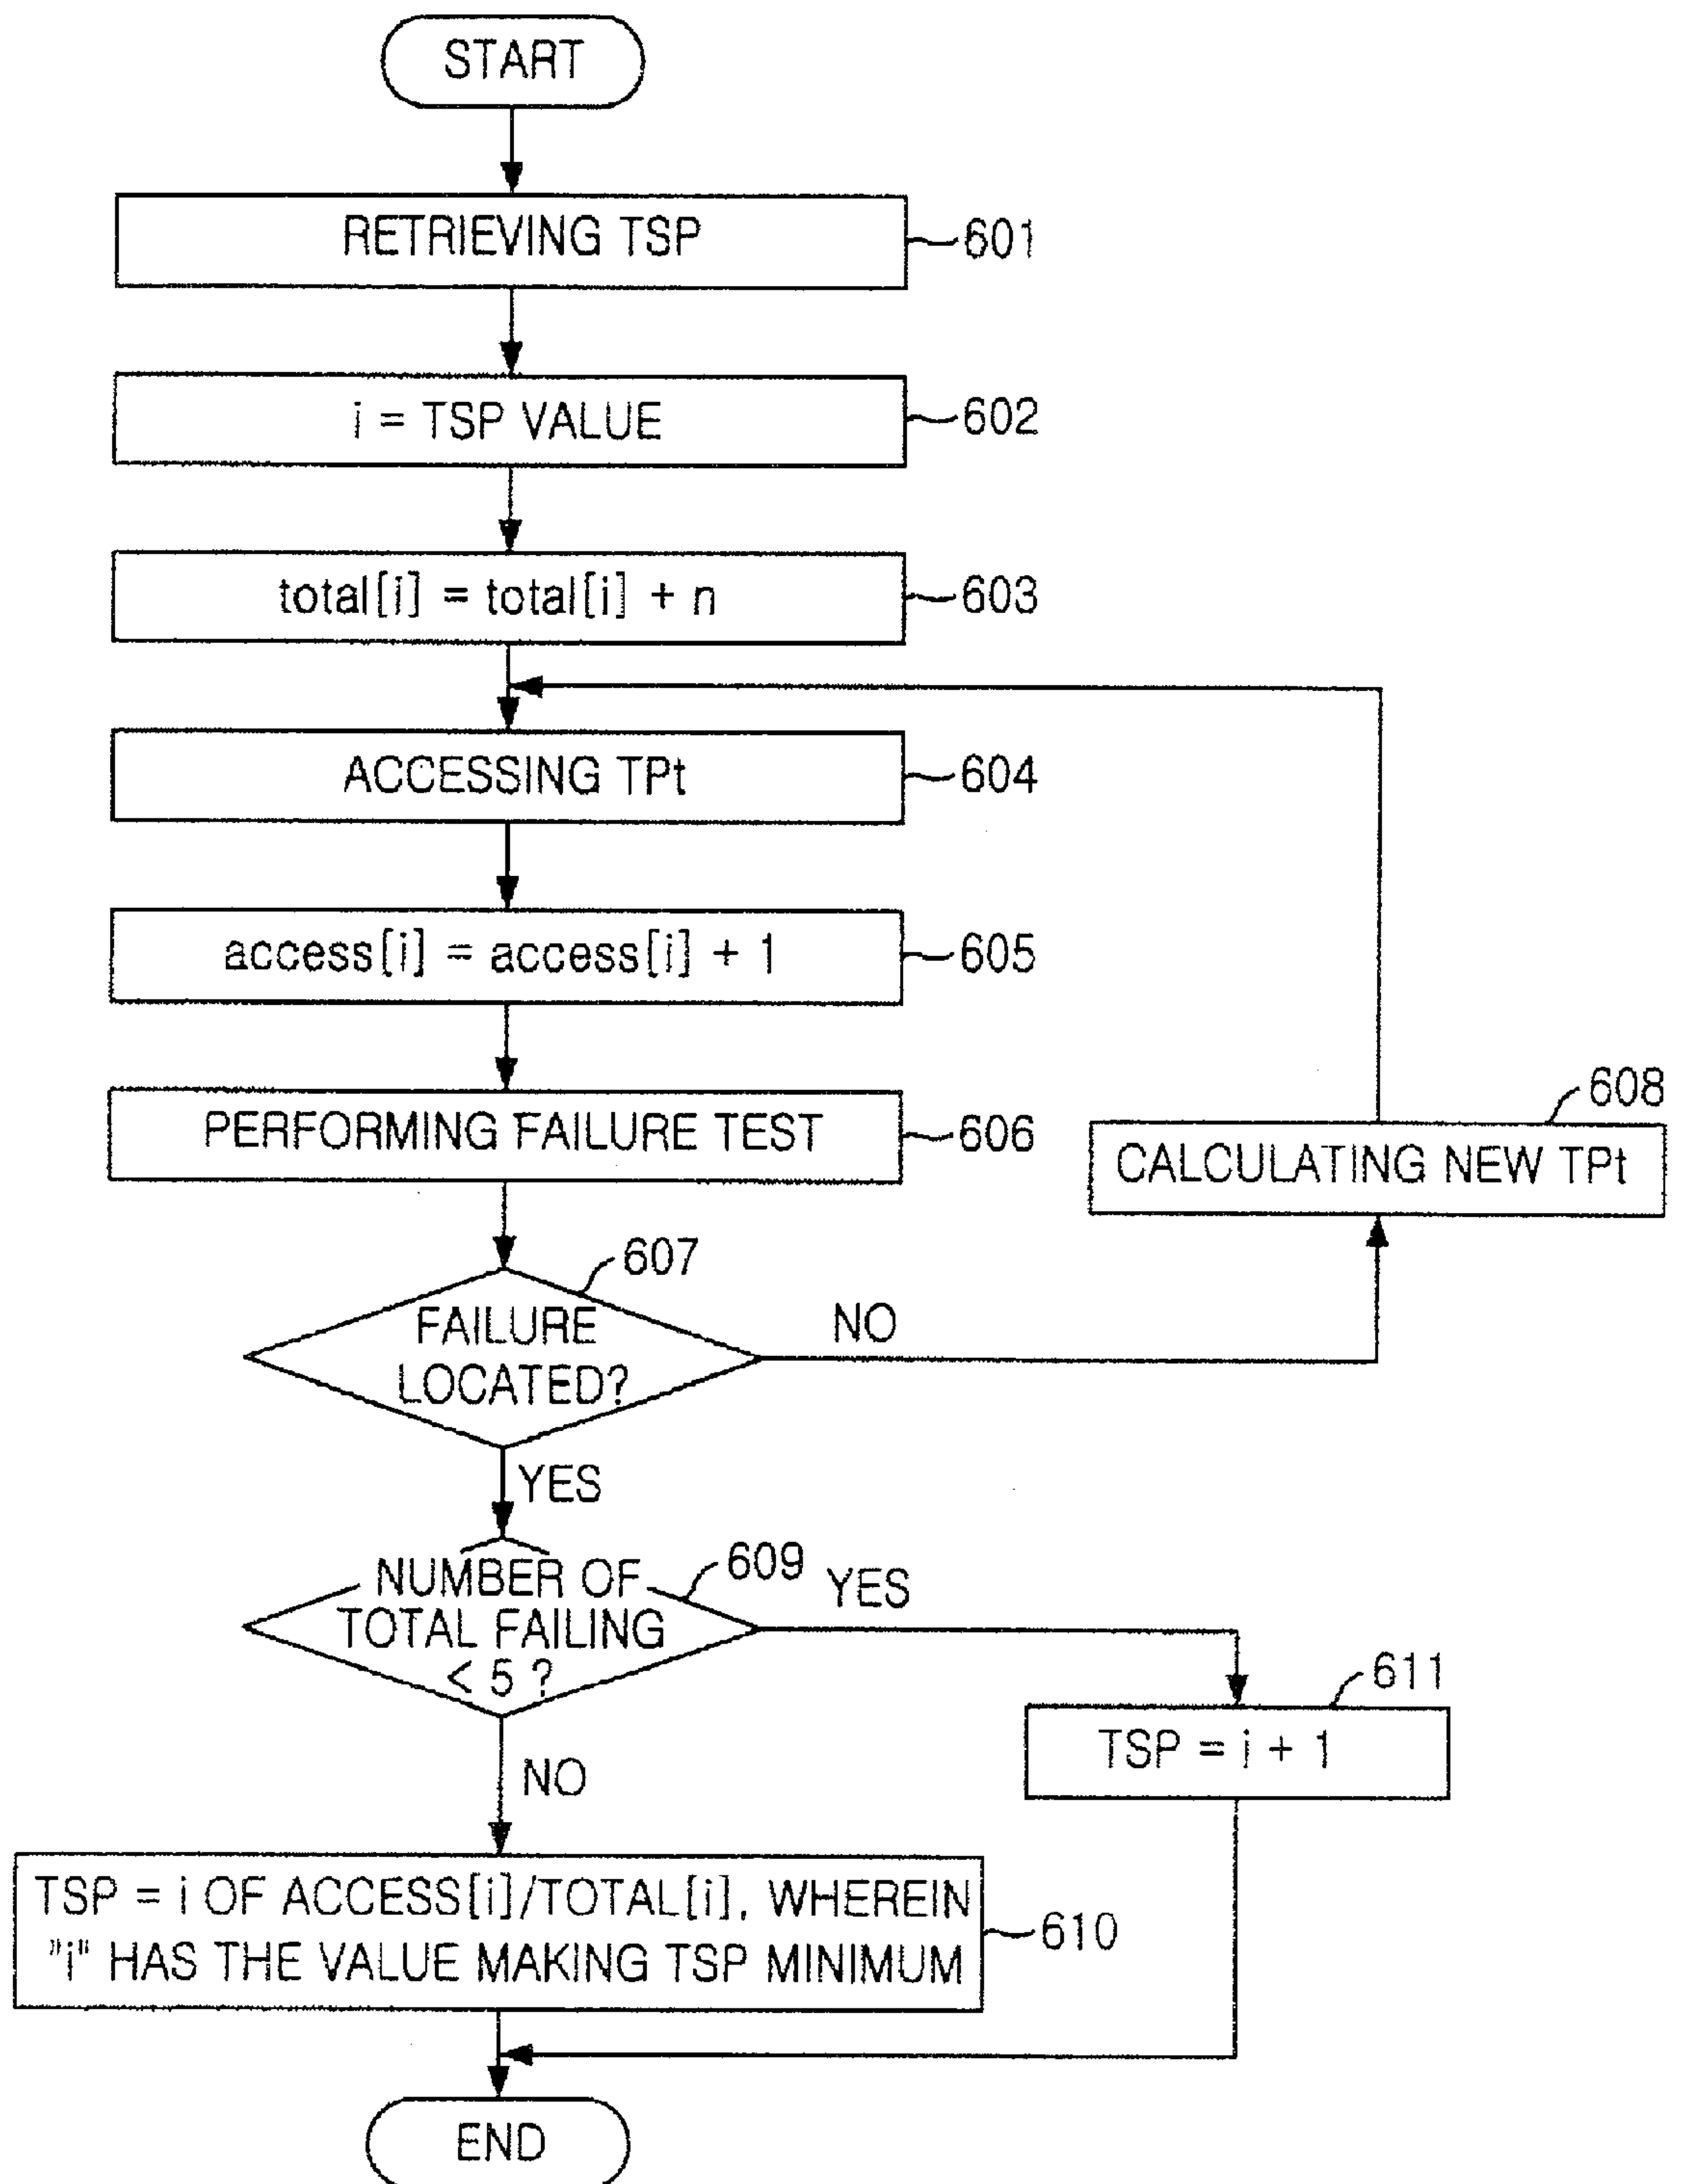 START
RETRIEVING TSP
601
i = TSP VALUE
602
total[i] = total[i] + n
603
ACCESSING TPt
604
access[i] = access[i] + 1
605
PERFORMING FAILURE TEST
606
608
CALCULATING NEW TPt
607
FAILURE
LOCATED?
NO
YES
609
NUMBER OF
TOTAL FAILING
< 5 ?
YES
611
TSP = i + 1
NO
TSP = i OF ACCESS[i]/TOTAL[i], WHEREIN
"i" HAS THE VALUE MAKING TSP MINIMUM
610
END